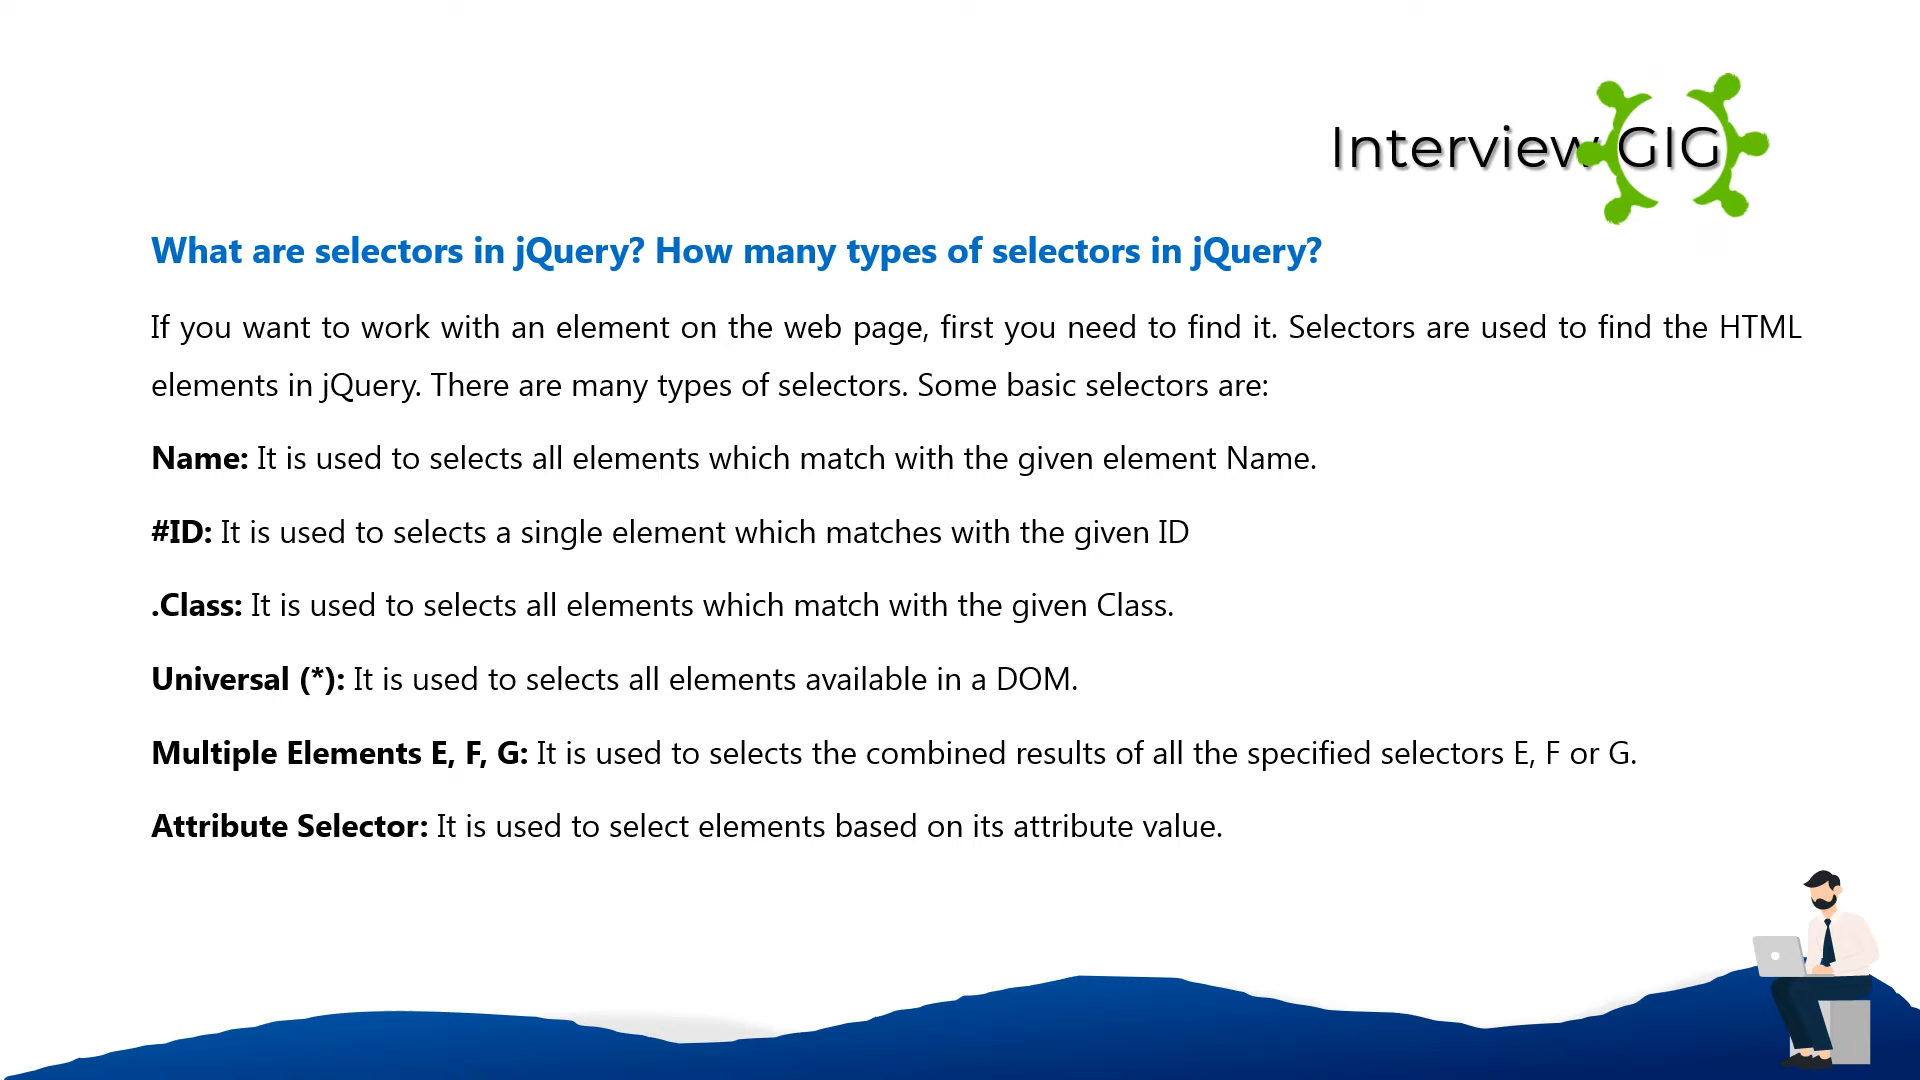 Interview GIG
What are selectors in jQuery? How many types of selectors in jQuery?
If you want to work with an element on the web page, first you need to find it. Selectors are used to find the HTML
elements in jQuery. There are many types of selectors. Some basic selectors are:
Name: It is used to selects all elements which match with the given element Name.
#ID: It is used to selects a single element which matches with the given ID
.Class: It is used to selects all elements which match with the given Class.
Universal (*): It is used to selects all elements available in a DOM.
Multiple Elements E, F, G: It is used to selects the combined results of all the specified selectors E, F or G.
Attribute Selector: It is used to select elements based on its attribute value.